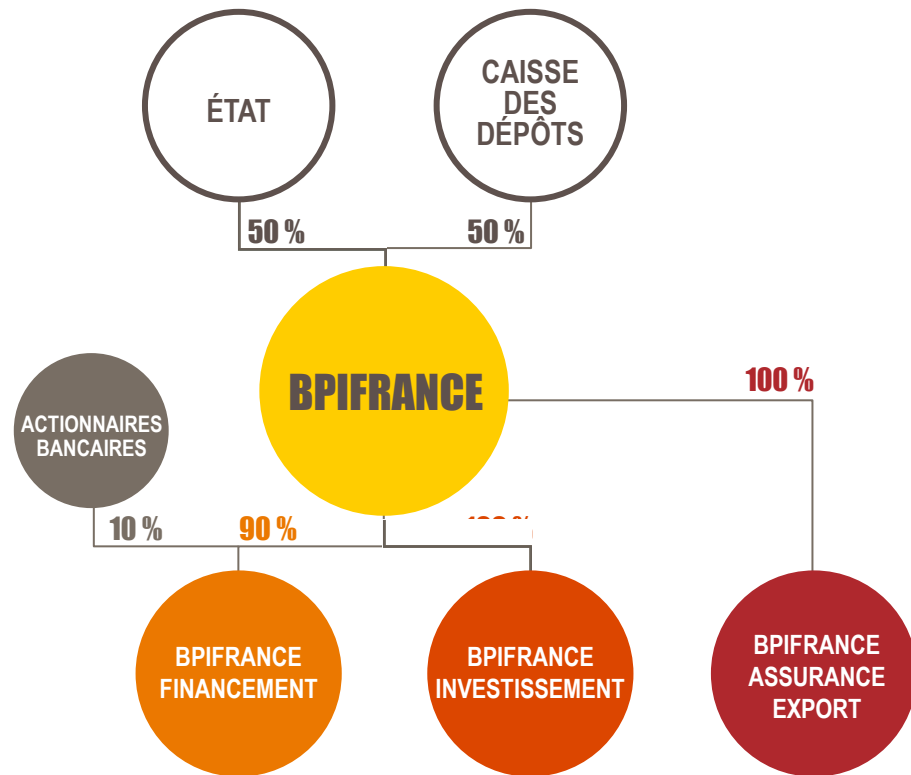 ÉTAT
CAISSE
DES
DÉPÔTS
50 %
50 %
BPIFRANCE
100 %
ACTIONNAIRES
BANCAIRES
10 %
90 %
BPIFRANCE
FINANCEMENT
BPIFRANCE
INVESTISSEMENT
BPIFRANCE
ASSURANCE
EXPORT